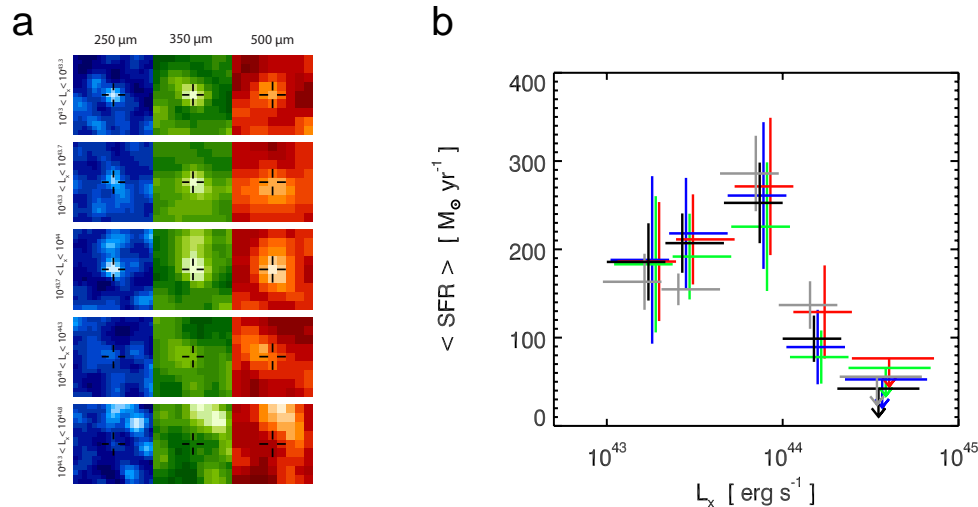 a
250 μm 350 μm 500 μm
10^43 < L_x < 10^43.3
10^43.3 < L_x < 10^43.7
10^43.7 < L_x < 10^44
10^44 < L_x < 10^44.3
10^44.3 < L_x < 10^44.8
b
400
300
200
100
0
< SFR > [ M_⊙ yr^-1 ]
10^43 10^44 10^45
L_x [ erg s^-1 ]